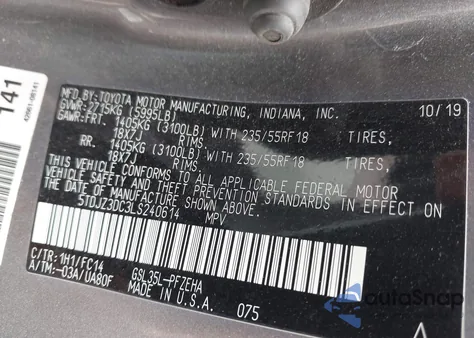 141
42661-08141
MFD.BY:TOYOTA MOTOR MANUFACTURING, INDIANA, INC. 10/19
GVWR: 2715KG (5995LB)
GAWR:FRT. 1405KG (3100LB) WITH 235/55RF18 TIRES,
18X7J RIMS.
RR. 1405KG (3100LB) WITH 235/55RF18 TIRES,
18X7J RIMS
THIS VEHICLE CONFORMS TO ALL APPLICABLE FEDERAL MOTOR
VEHICLE SAFETY AND BUMPER STANDARDS IN EFFECT ON
THE DATE OF MANUFACTURE SHOWN ABOVE.
5TDJZ3DC3LS240614 MPV
C/TR:1H1/FC14 GSL35L-PFZEHA
A/TM:-03A/UA80F
MADE IN U.S.A. 075
autoSnap